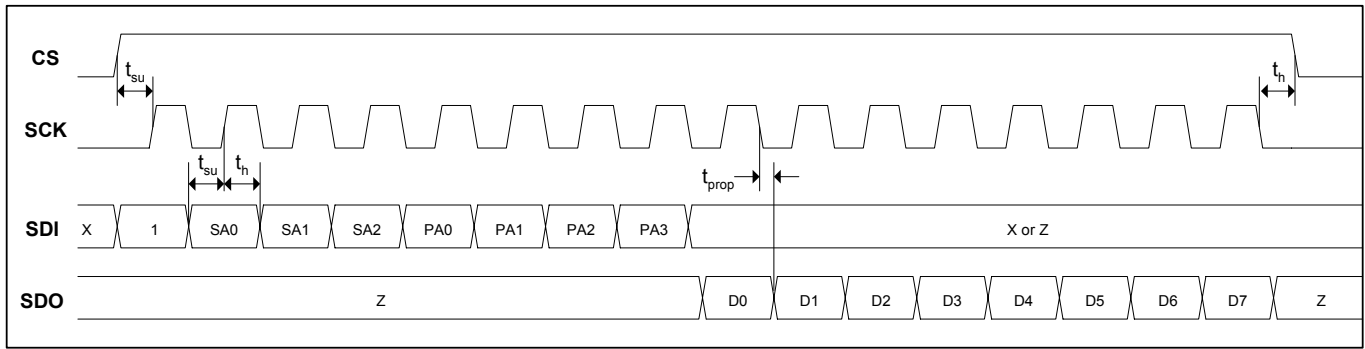 CS
t_su
t_h
SCK
t_su t_h
t_prop
SDI X 1 SA0 SA1 SA2 PA0 PA1 PA2 PA3 X or Z
SDO Z D0 D1 D2 D3 D4 D5 D6 D7 Z